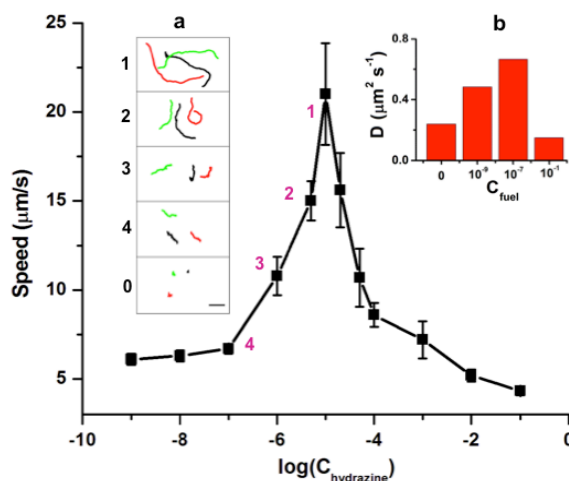 a
1
2
3
4
0
b
D (μm² s⁻¹)
0.8
0.4
0.0
0 10⁻⁹ 10⁻⁷ 10⁻¹
C_fuel
Speed (μm/s)
25
20
15
10
5
1
2
3
4
-10 -8 -6 -4 -2 0
log(C_hydrazine)